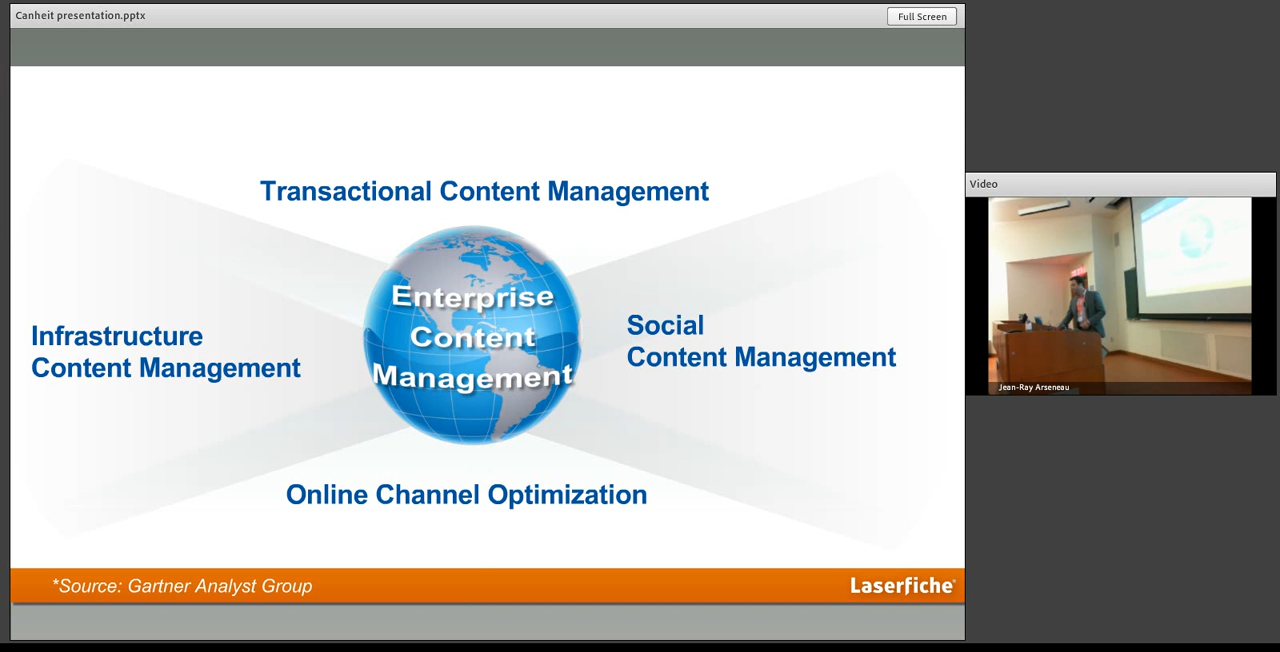 Canheit presentation.pptx
Full Screen
Transactional Content Management
Enterprise
Content
Management
Infrastructure
Content Management
Social
Content Management
Online Channel Optimization
*Source: Gartner Analyst Group
Laserfiche®
Video
Jean-Ray Arseneau